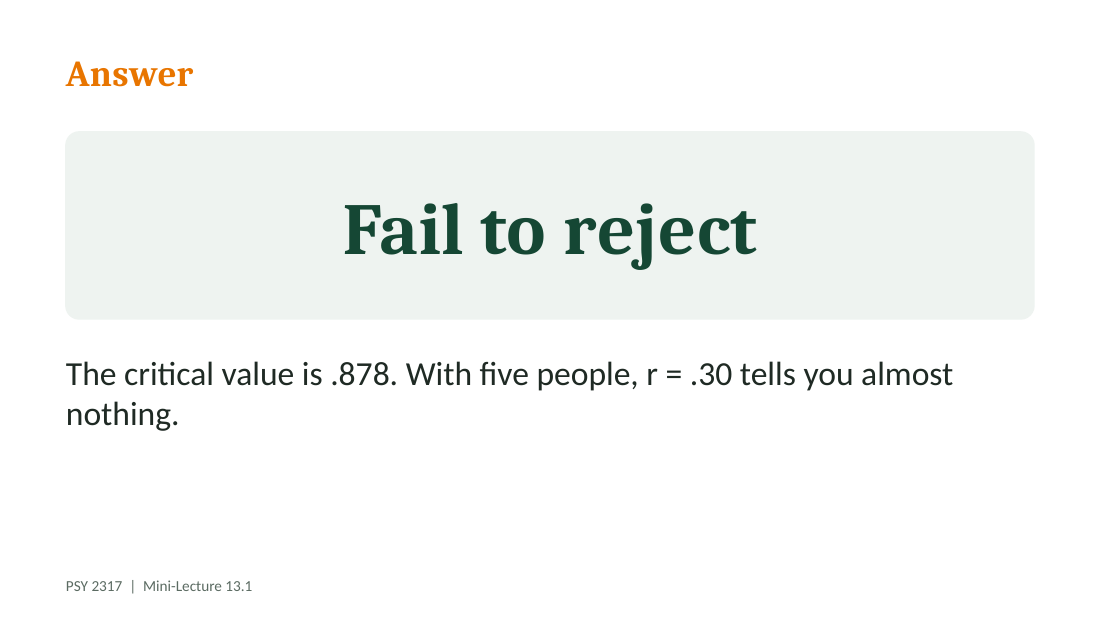 Answer
Fail to reject
The critical value is .878. With five people, r = .30 tells you almost
nothing.
PSY 2317 | Mini-Lecture 13.1